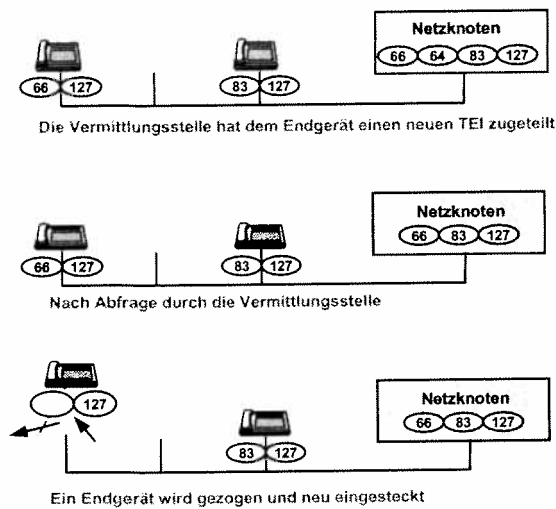 Netzknoten
66 127
83 127
66 64 83 127
Die Vermittlungsstelle hat dem Endgerät einen neuen TEI zugeteilt
Netzknoten
66 83 127
66 127
83 127
Nach Abfrage durch die Vermittlungsstelle
127
Netzknoten
66 83 127
83 127
Ein Endgerät wird gezogen und neu eingesteckt